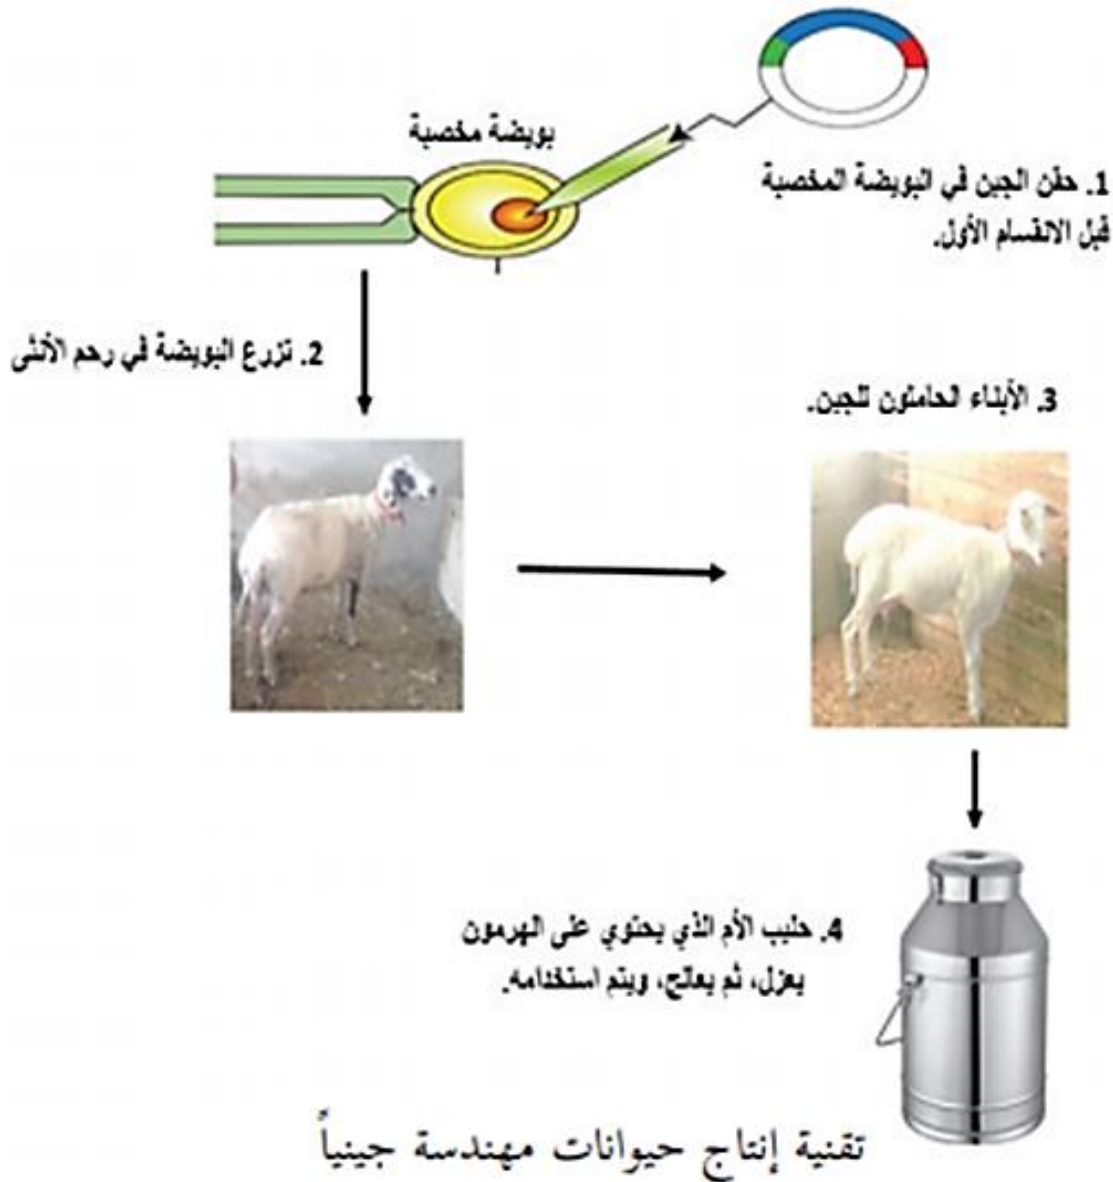 بويضة مخصبة
1. حقن الجين في البويضة المخصبة
قبل الانقسام الأول.
2. تزرع البويضة في رحم الأنثى
3. الأبناء الحاملون للجين.
4. حليب الأم الذي يحتوي على الهرمون
يعزل، ثم يعالج، ويتم استخدامه.
تقنية إنتاج حيوانات مهندسة جينياً